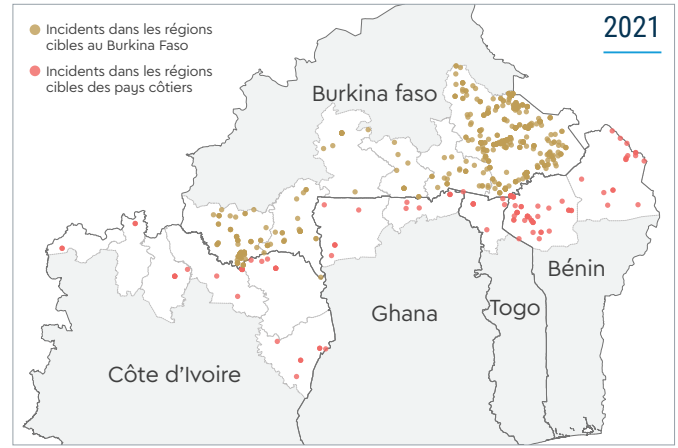 2021
Incidents dans les régions
cibles au Burkina Faso
Incidents dans les régions
cibles des pays côtiers
Burkina faso
Bénin
Togo
Ghana
Côte d'Ivoire